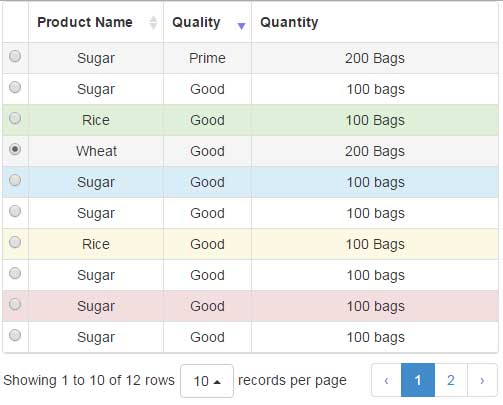 Product Name Quality Quantity
Sugar Prime 200 Bags
Sugar Good 100 bags
Rice Good 100 Bags
Wheat Good 200 Bags
Sugar Good 100 bags
Sugar Good 100 bags
Rice Good 100 Bags
Sugar Good 100 bags
Sugar Good 100 bags
Sugar Good 100 bags
Showing 1 to 10 of 12 rows 10 records per page ‹ 1 2 ›